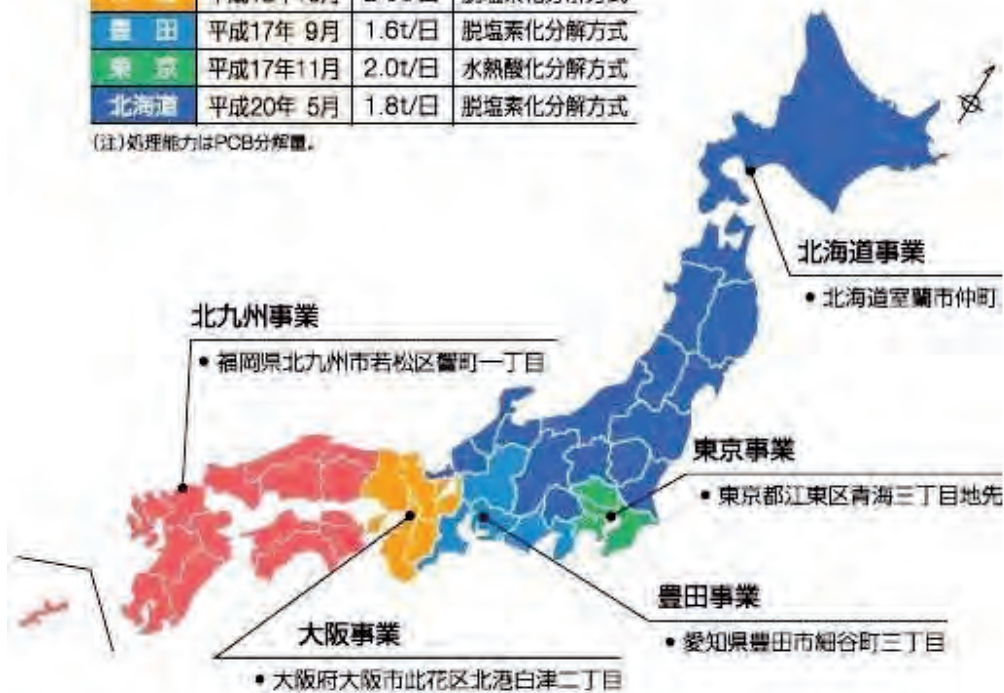 豊 田 平成17年 9月 1.6t/日 脱塩素化分解方式
東 京 平成17年11月 2.0t/日 水熱酸化分解方式
北海道 平成20年 5月 1.8t/日 脱塩素化分解方式
(注)処理能力はPCB分解量。
北海道事業
• 北海道室蘭市仲町
北九州事業
• 福岡県北九州市若松区響町一丁目
東京事業
• 東京都江東区青海三丁目地先
豊田事業
• 愛知県豊田市細谷町三丁目
大阪事業
• 大阪府大阪市此花区北港白津二丁目